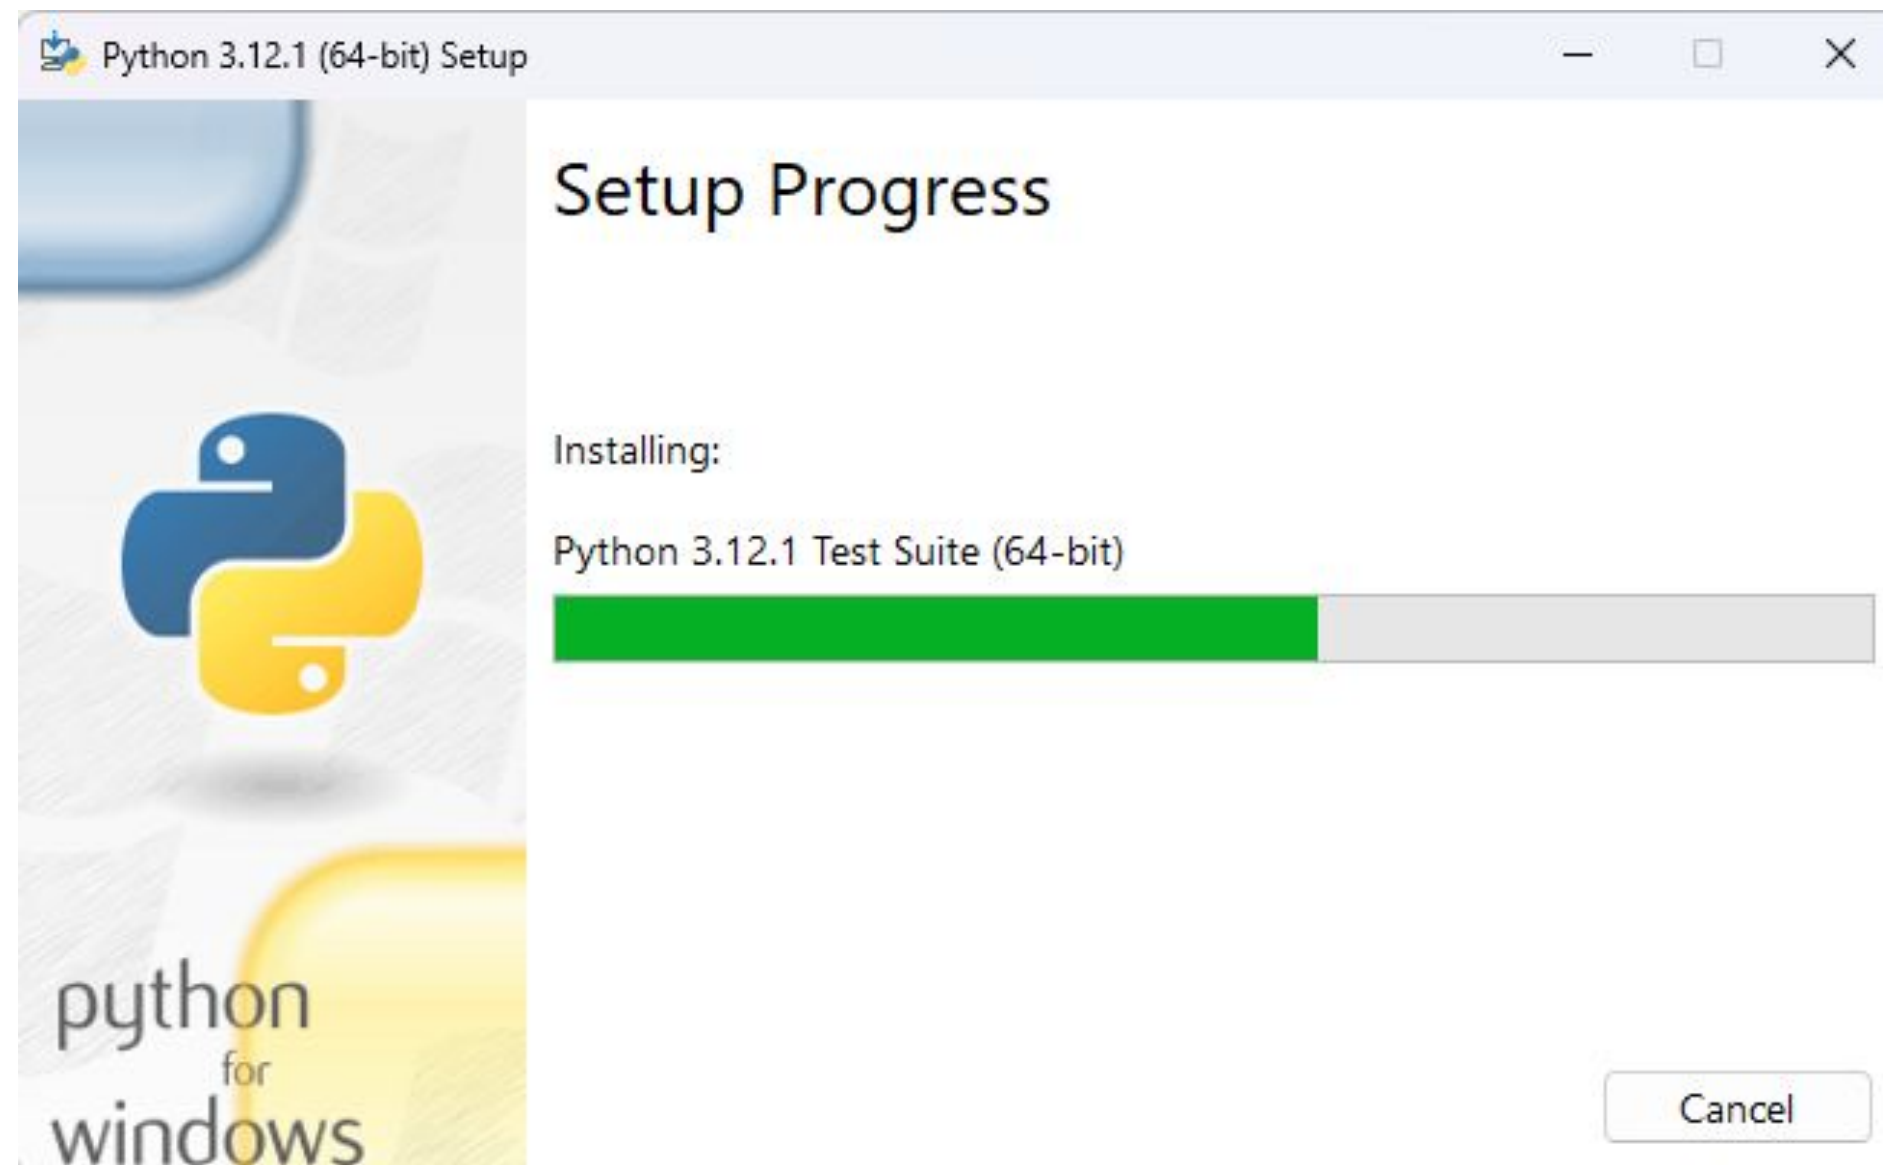 Python 3.12.1 (64-bit) Setup
Setup Progress
Installing:
Python 3.12.1 Test Suite (64-bit)
python
for
windows
Cancel